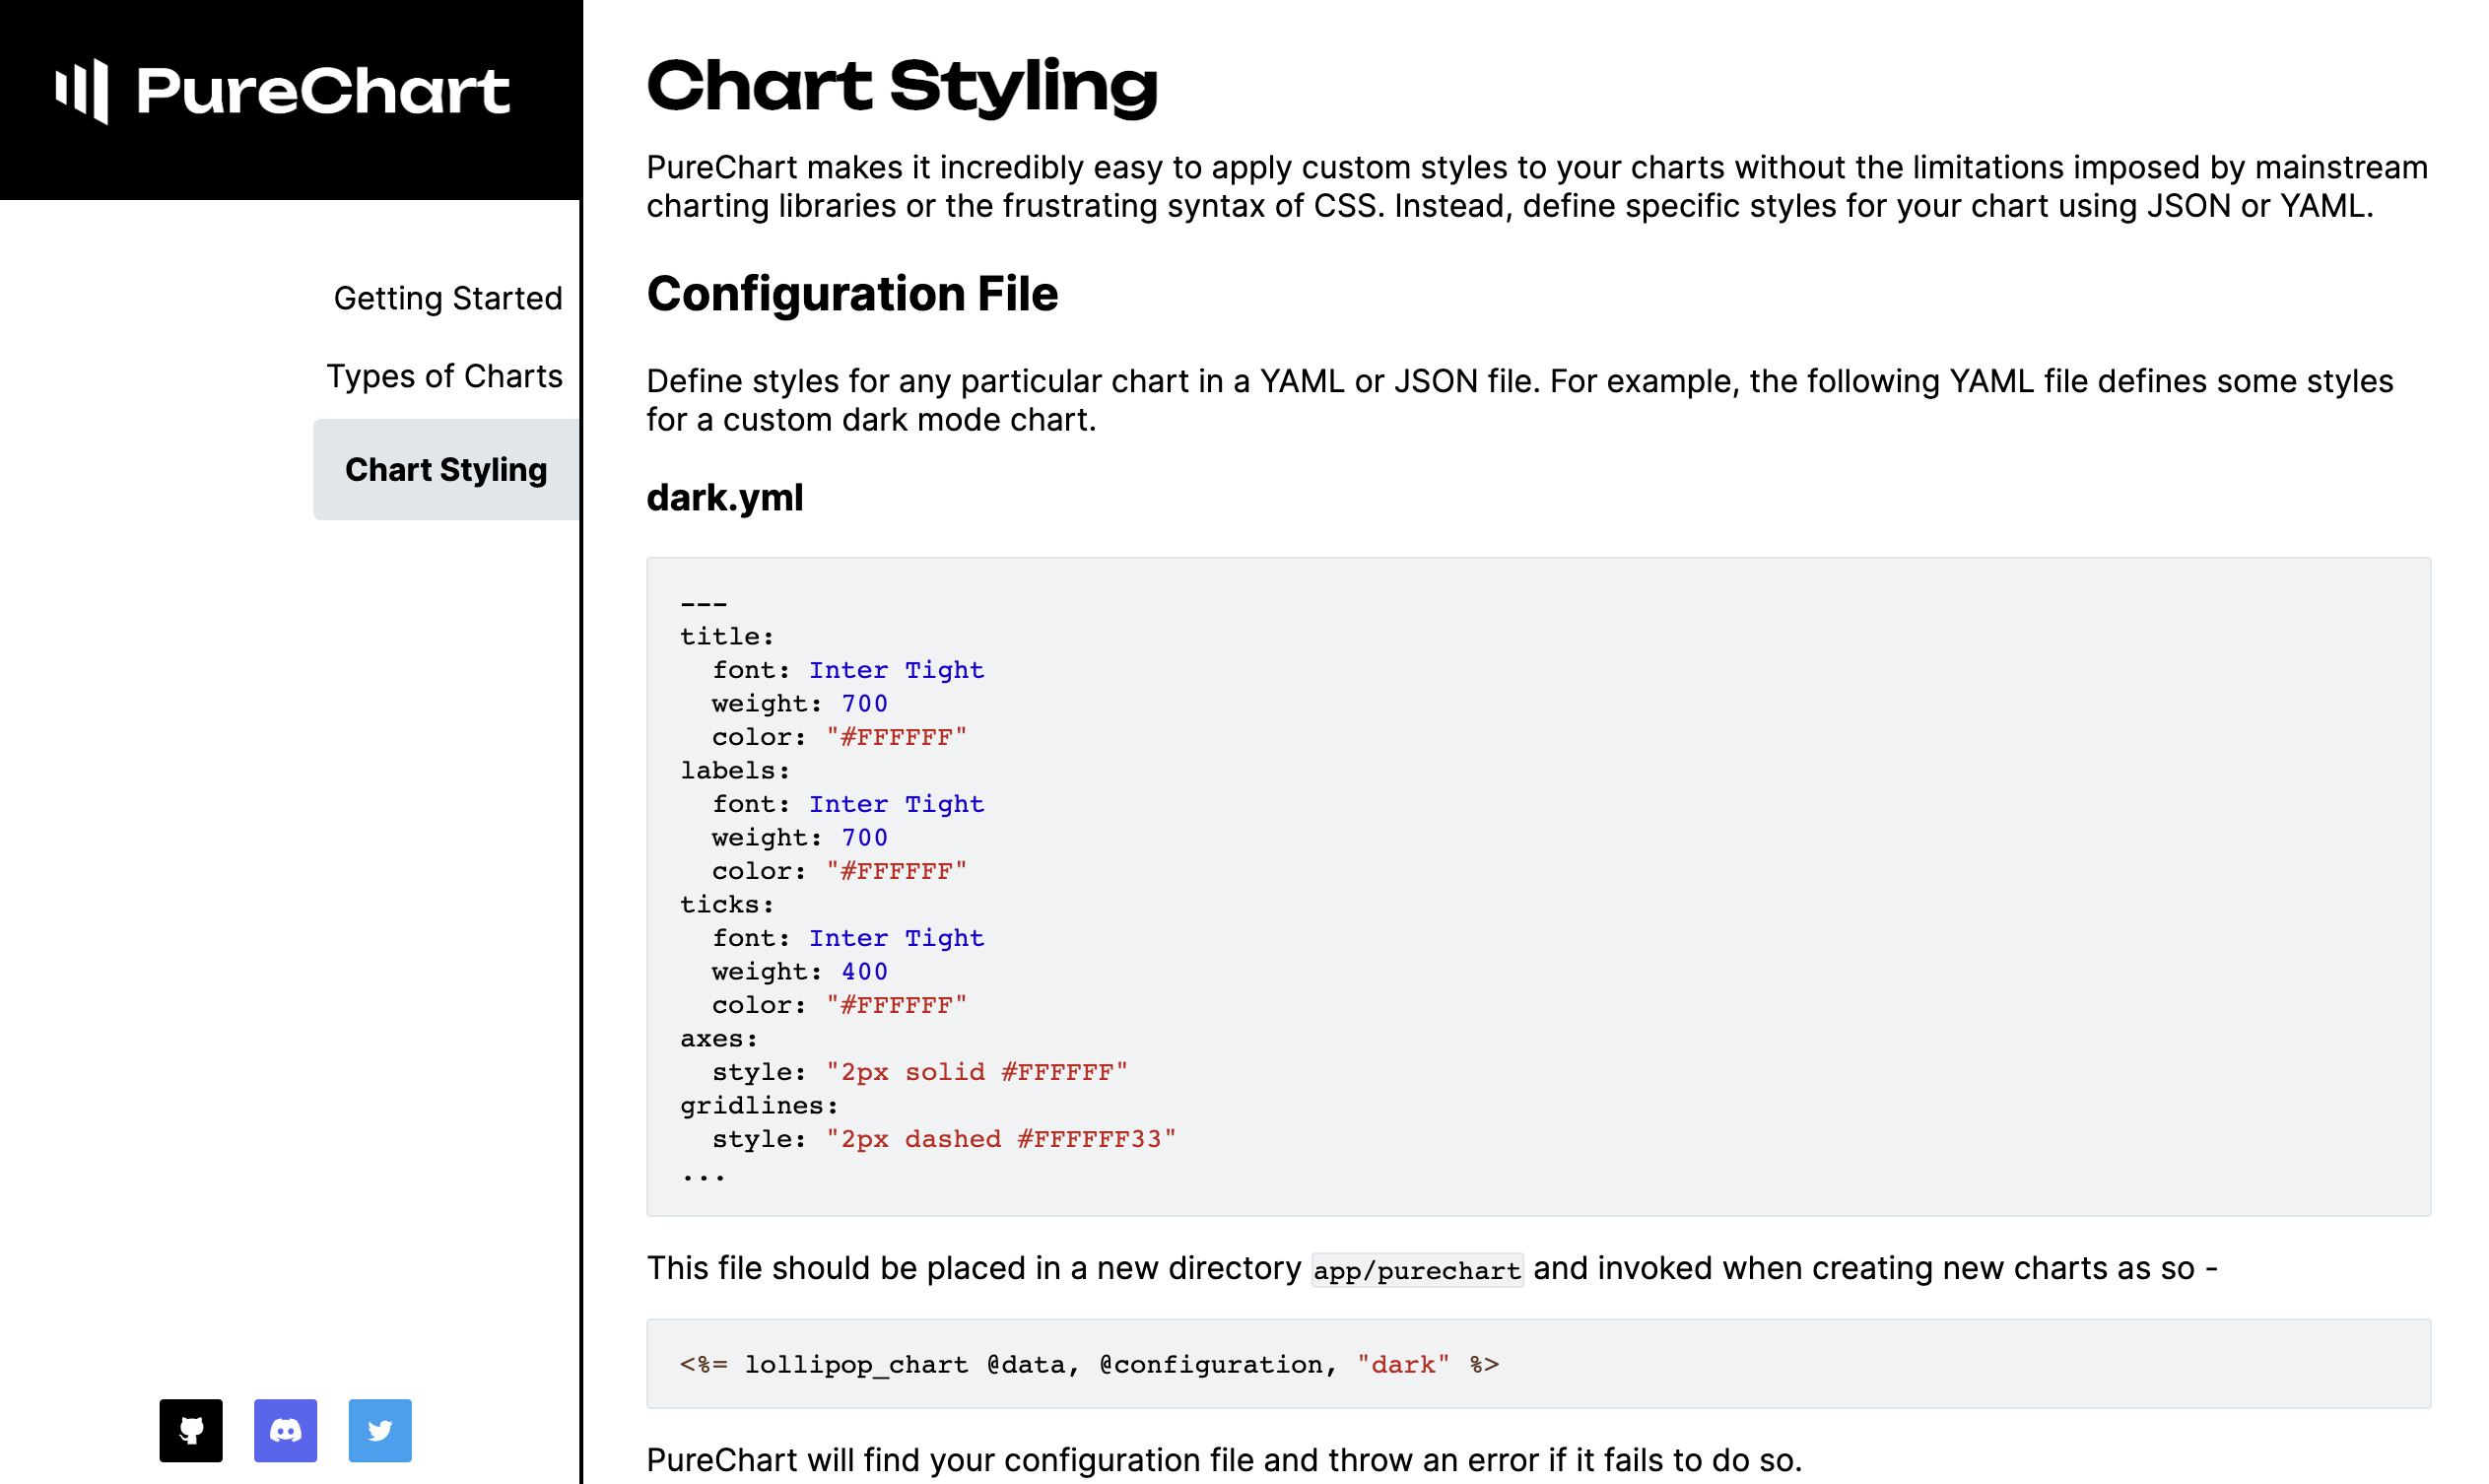 PureChart
Getting Started
Types of Charts
Chart Styling
Chart Styling
PureChart makes it incredibly easy to apply custom styles to your charts without the limitations imposed by mainstream
charting libraries or the frustrating syntax of CSS. Instead, define specific styles for your chart using JSON or YAML.
Configuration File
Define styles for any particular chart in a YAML or JSON file. For example, the following YAML file defines some styles
for a custom dark mode chart.
dark.yml
---
title:
  font: Inter Tight
  weight: 700
  color: "#FFFFFF"
labels:
  font: Inter Tight
  weight: 700
  color: "#FFFFFF"
ticks:
  font: Inter Tight
  weight: 400
  color: "#FFFFFF"
axes:
  style: "2px solid #FFFFFF"
gridlines:
  style: "2px dashed #FFFFFF33"
...
This file should be placed in a new directory app/purechart and invoked when creating new charts as so -
<%= lollipop_chart @data, @configuration, "dark" %>
PureChart will find your configuration file and throw an error if it fails to do so.